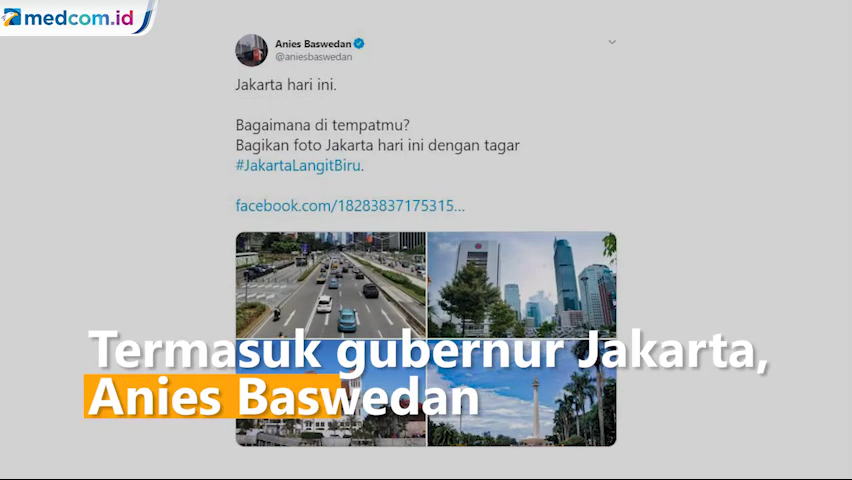 medcom.id
Anies Baswedan
@aniesbaswedan
Jakarta hari ini.
Bagaimana di tempatmu?
Bagikan foto Jakarta hari ini dengan tagar
#JakartaLangitBiru.
facebook.com/18283837175315...
Termasuk gubernur Jakarta,
Anies Baswedan